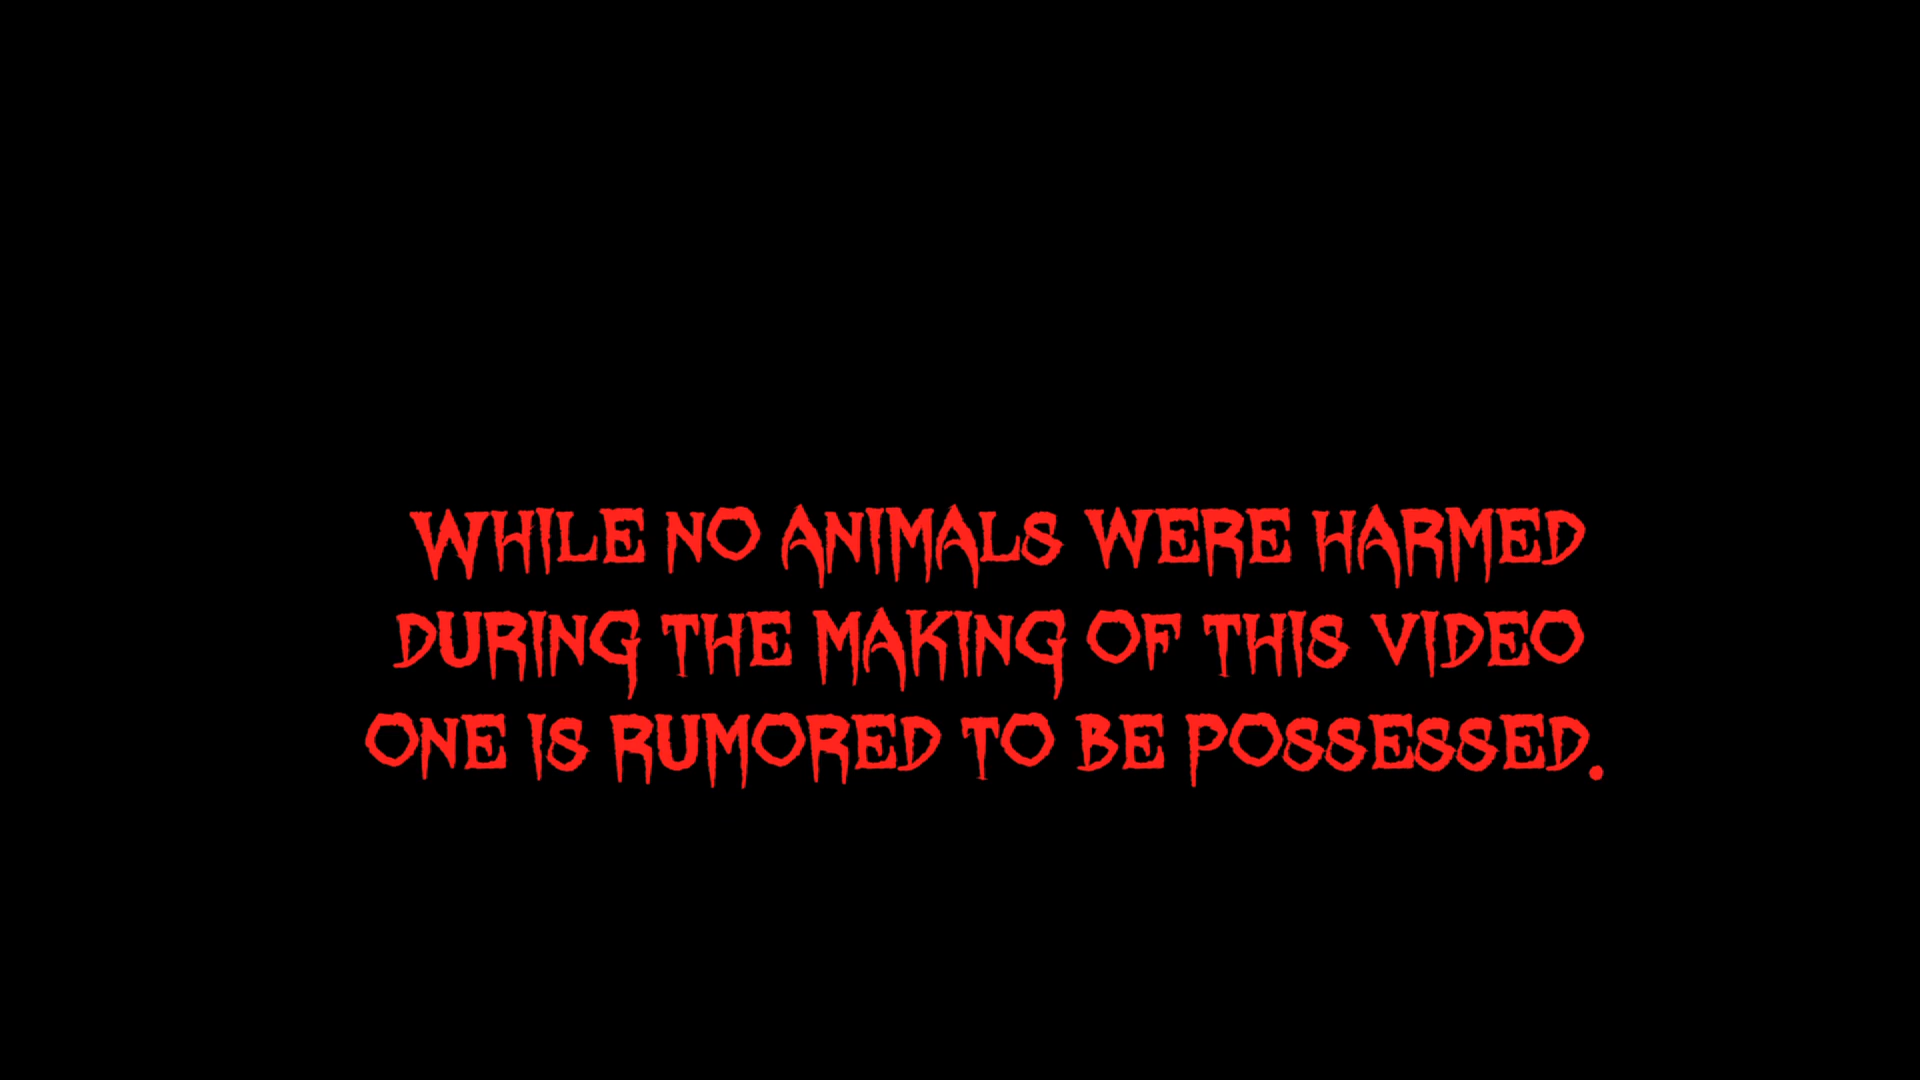 WHILE NO ANIMALS WERE HARMED
DURING THE MAKING OF THIS VIDEO
ONE IS RUMORED TO BE POSSESSED.